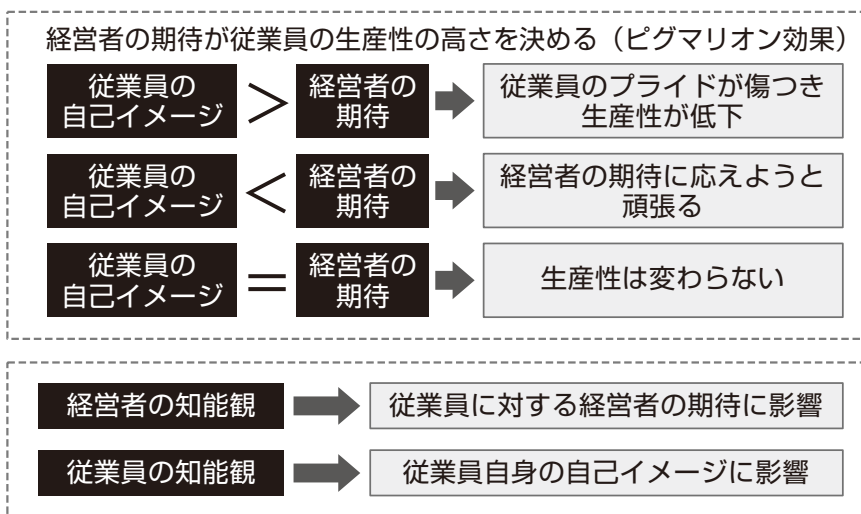 経営者の期待が従業員の生産性の高さを決める（ピグマリオン効果）
従業員の
自己イメージ
＞
経営者の
期待
従業員のプライドが傷つき
生産性が低下
従業員の
自己イメージ
＜
経営者の
期待
経営者の期待に応えようと
頑張る
従業員の
自己イメージ
＝
経営者の
期待
生産性は変わらない
経営者の知能観
従業員に対する経営者の期待に影響
従業員の知能観
従業員自身の自己イメージに影響